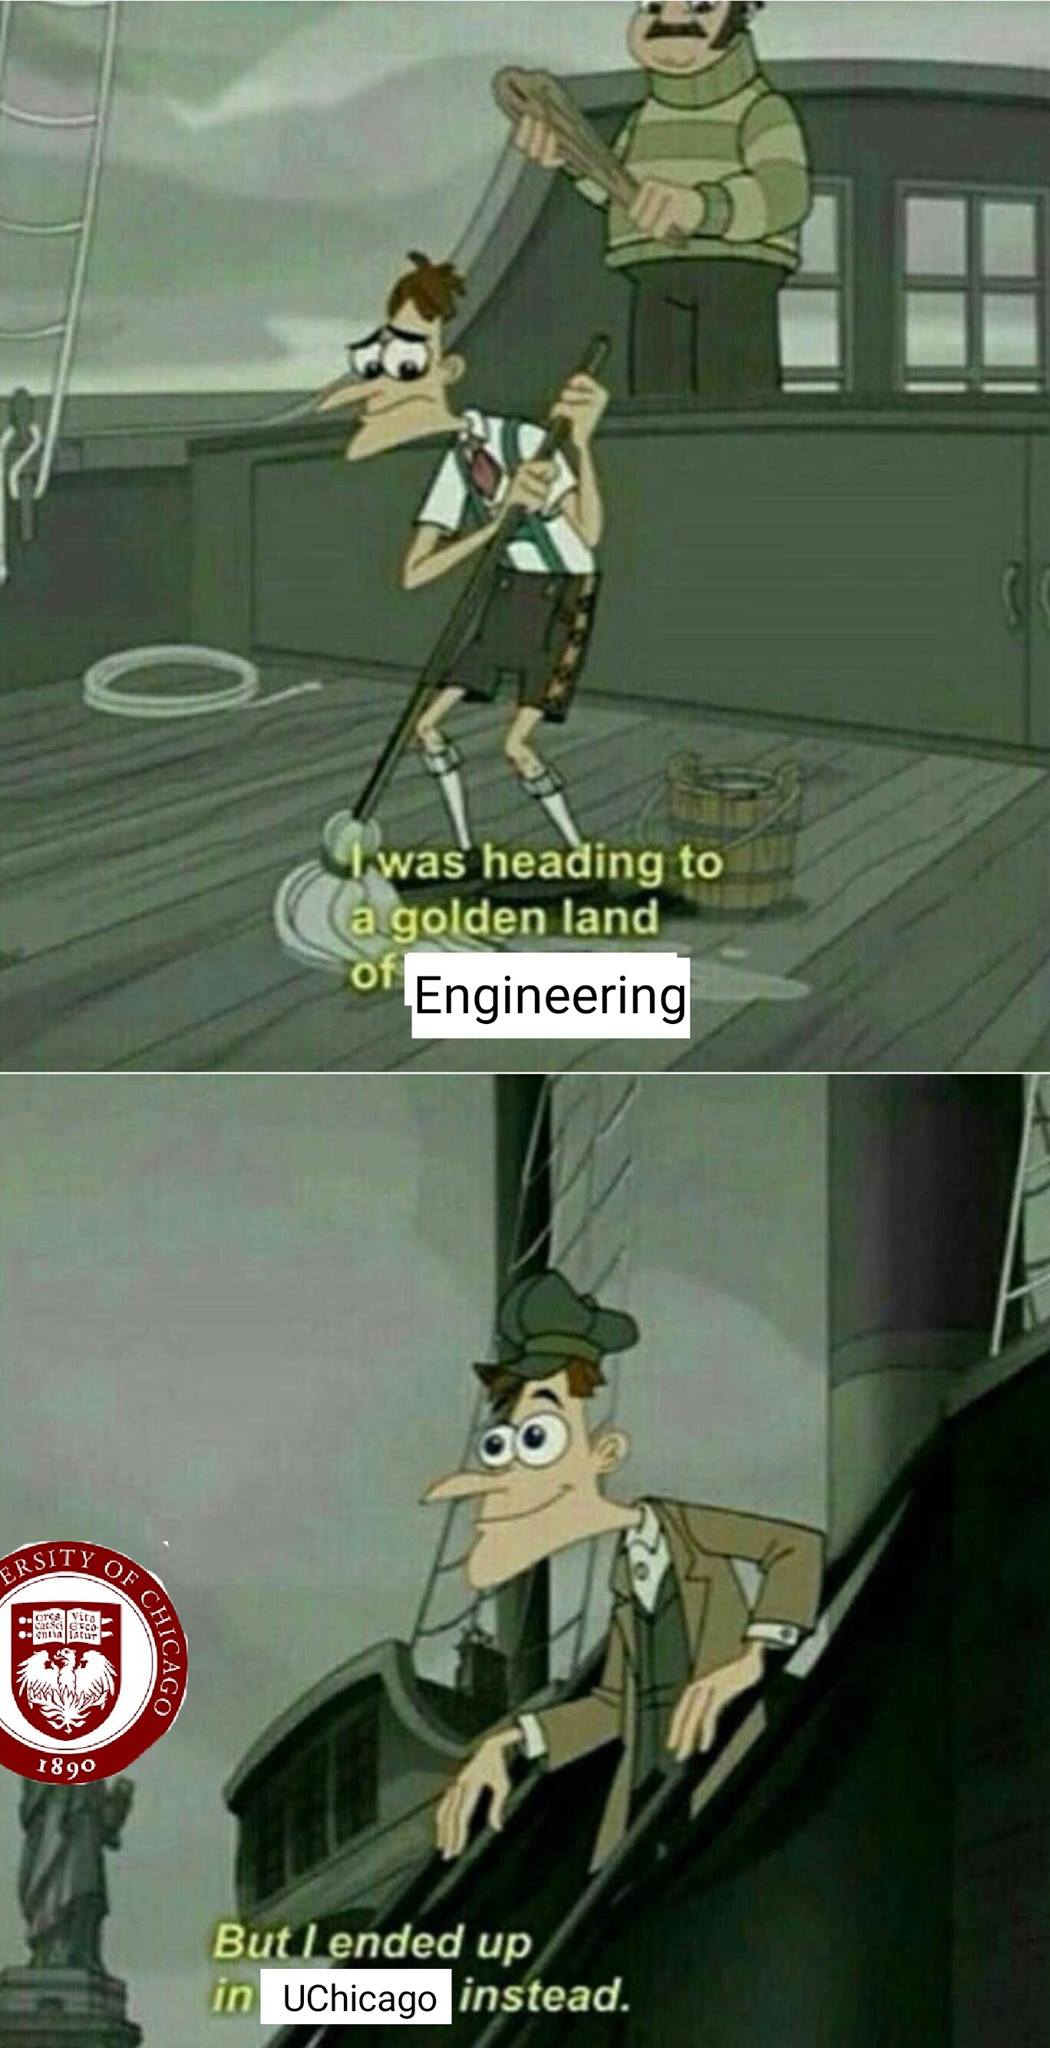 I was heading to
a golden land
of Engineering
ERSITY OF CHICAGO
1890
But I ended up
in UChicago instead.